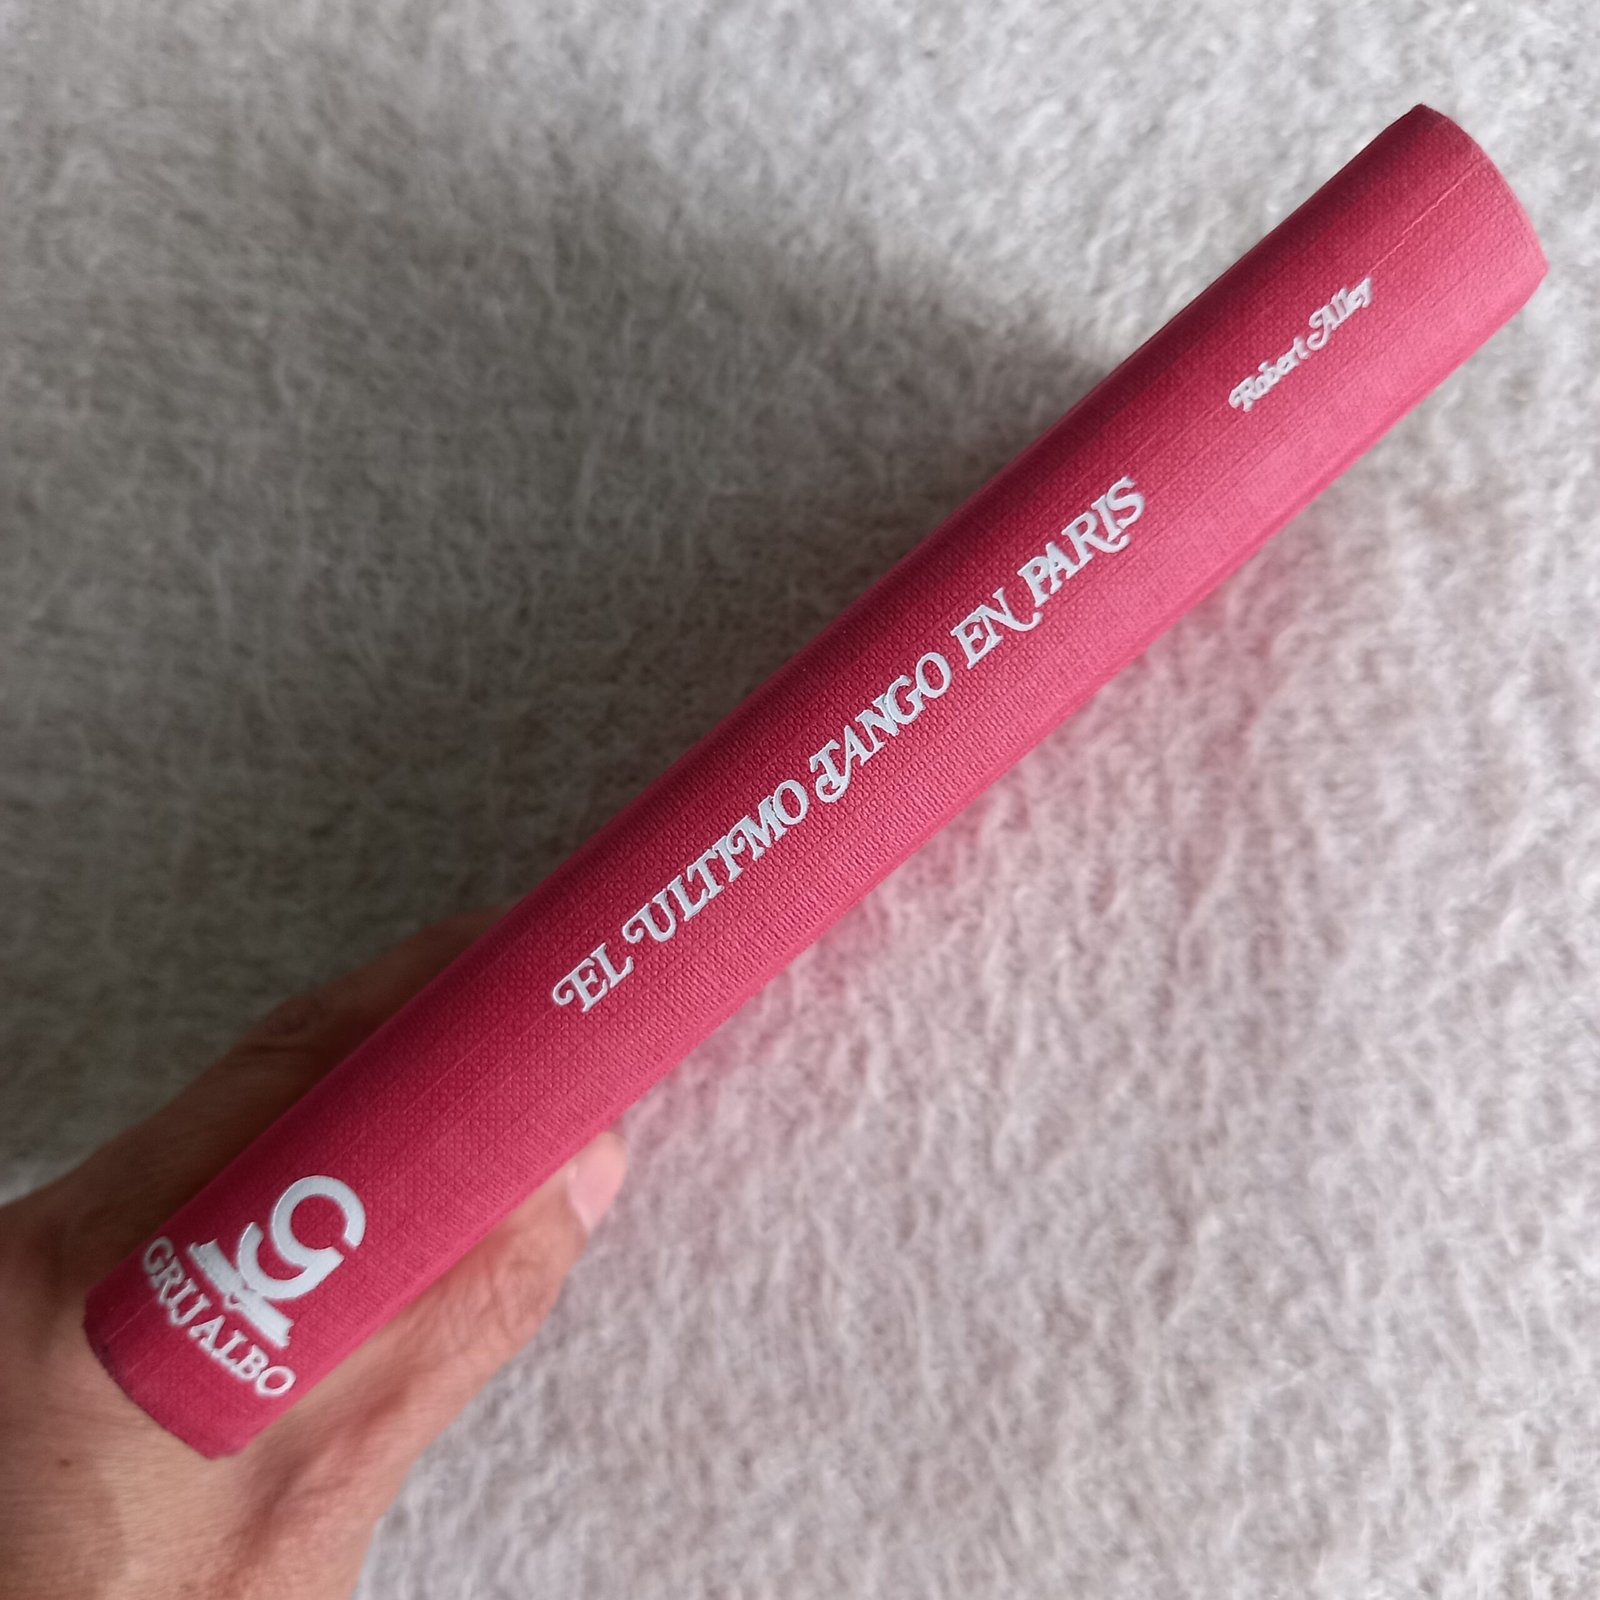 Robert Alley
EL ULTIMO TANGO EN PARIS
G
GRIJALBO